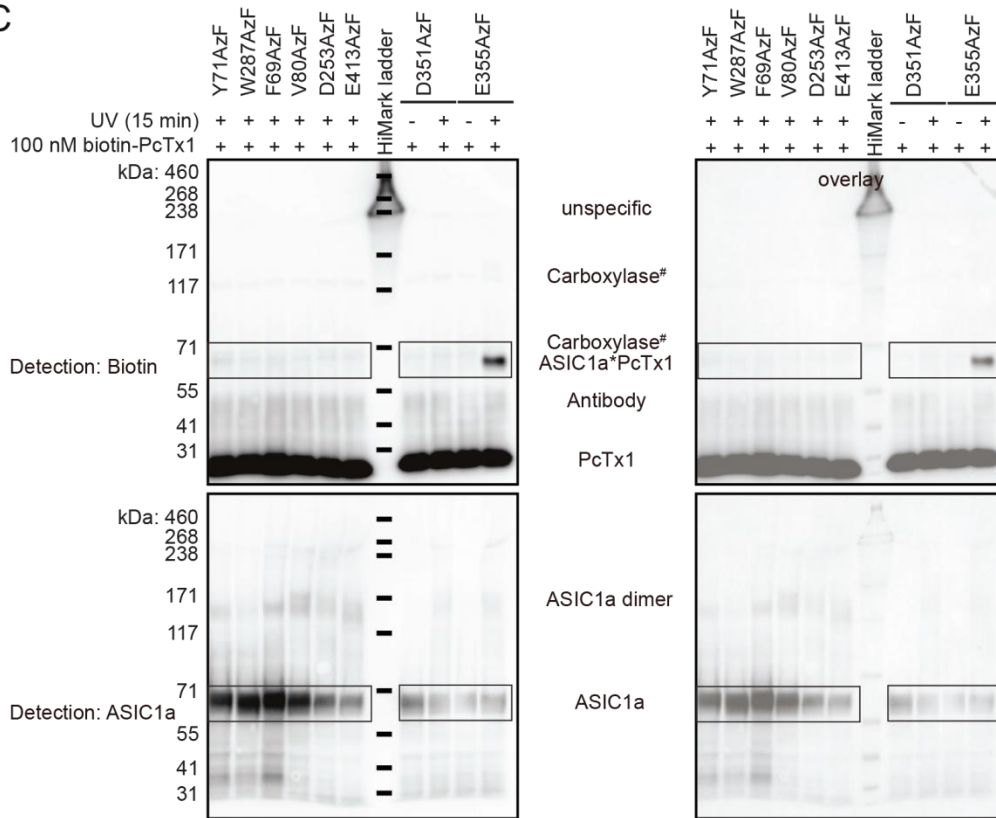 C
Y71AzF
W287AzF
F69AzF
V80AzF
D253AzF
E413AzF
HiMark ladder
D351AzF
E355AzF
Y71AzF
W287AzF
F69AzF
V80AzF
D253AzF
E413AzF
HiMark ladder
D351AzF
E355AzF
UV (15 min) + + + + + + - + - + + + + + + + - + - +
100 nM biotin-PcTx1 + + + + + + + + + + + + + + + + + + + +
kDa: 460
268
238
171
117
71
55
41
31
Detection: Biotin
unspecific
Carboxylase#
Carboxylase#
ASIC1a*PcTx1
Antibody
PcTx1
overlay
kDa: 460
268
238
171
117
71
55
41
31
Detection: ASIC1a
ASIC1a dimer
ASIC1a